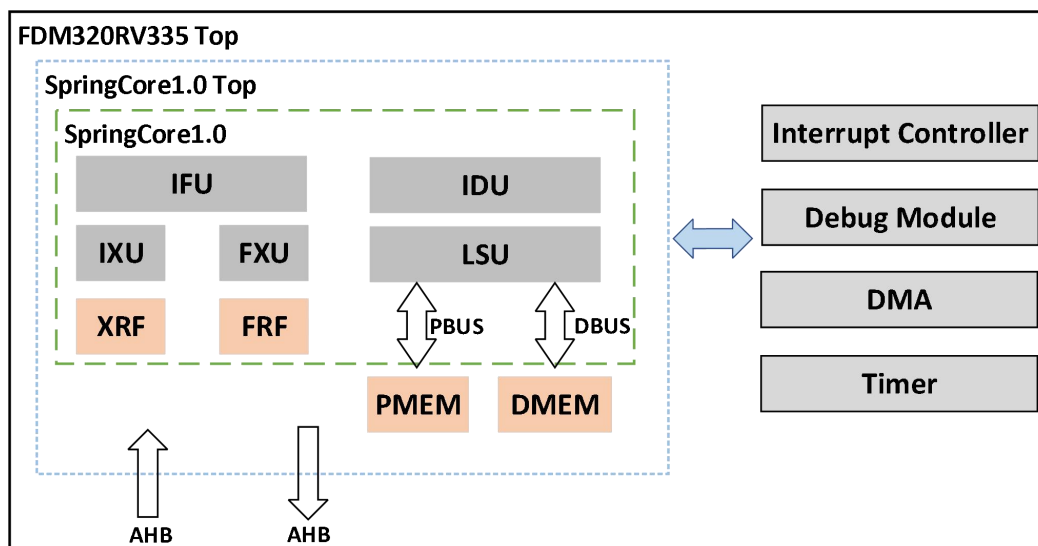 FDM320RV335 Top
SpringCore1.0 Top
SpringCore1.0
IFU
IDU
IXU
FXU
LSU
XRF
FRF
PBUS
DBUS
PMEM
DMEM
AHB
AHB
Interrupt Controller
Debug Module
DMA
Timer